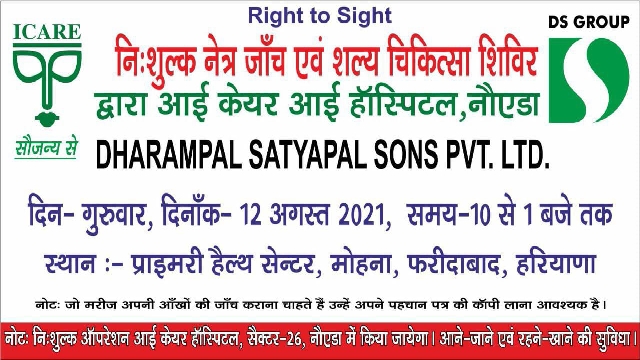 Right to Sight
ICARE
DS GROUP
निःशुल्क नेत्र जाँच एवं शल्य चिकित्सा शिविर
द्वारा आई केयर आई हॉस्पिटल,नौएडा
सौजन्य से
DHARAMPAL SATYAPAL SONS PVT. LTD.
दिन- गुरुवार, दिनाँक- 12 अगस्त 2021, समय-10 से 1 बजे तक
स्थान :- प्राइमरी हैल्थ सेन्टर, मोहना, फरीदाबाद, हरियाणा
नोटः जो मरीज अपनी आँखों की जाँच कराना चाहते हैं उन्हें अपने पहचान पत्र की कॉपी लाना आवश्यक है।
नोटः निःशुल्क ऑपरेशन आई केयर हॉस्पिटल, सैक्टर-26, नौएडा में किया जायेगा। आने-जाने एवं रहने-खाने की सुविधा।